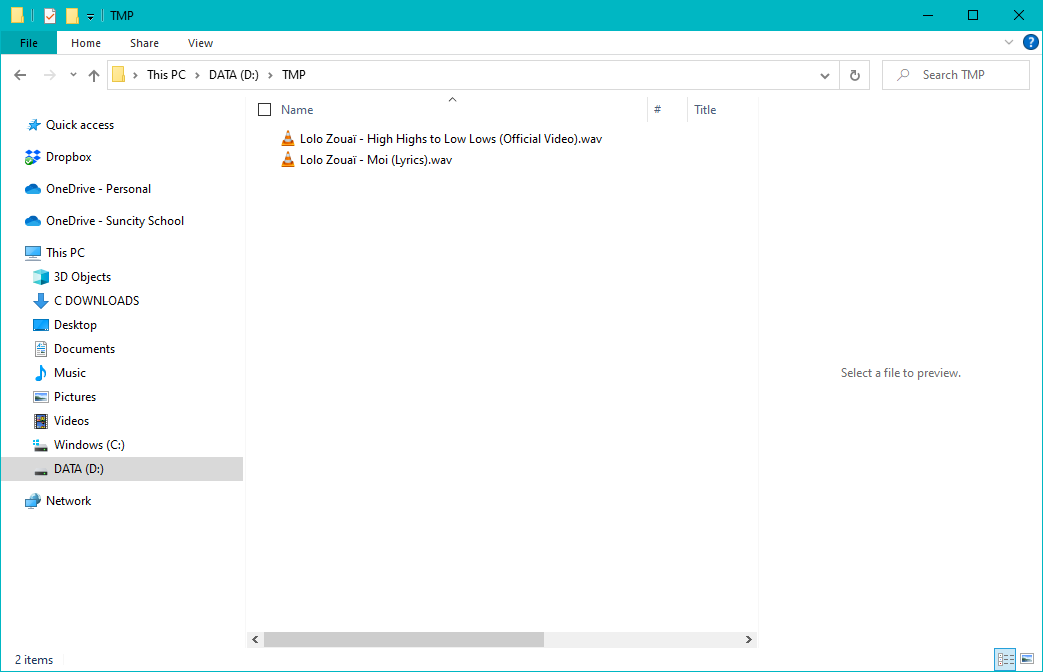 TMP
File Home Share View
?
This PC > DATA (D:) > TMP
Search TMP
Name # Title
Quick access
Dropbox
OneDrive - Personal
OneDrive - Suncity School
This PC
3D Objects
C DOWNLOADS
Desktop
Documents
Music
Pictures
Videos
Windows (C:)
DATA (D:)
Network
Lolo Zouaï - High Highs to Low Lows (Official Video).wav
Lolo Zouaï - Moi (Lyrics).wav
Select a file to preview.
2 items